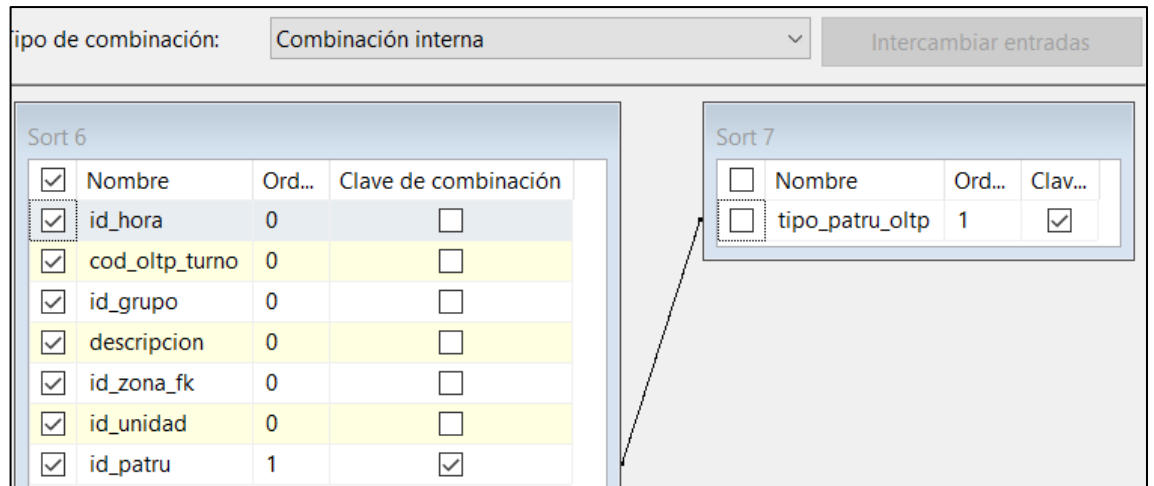 ipo de combinación: Combinación interna Intercambiar entradas
Sort 6
Nombre Ord... Clave de combinación
id_hora 0
cod_oltp_turno 0
id_grupo 0
descripcion 0
id_zona_fk 0
id_unidad 0
id_patru 1
Sort 7
Nombre Ord... Clav...
tipo_patru_oltp 1